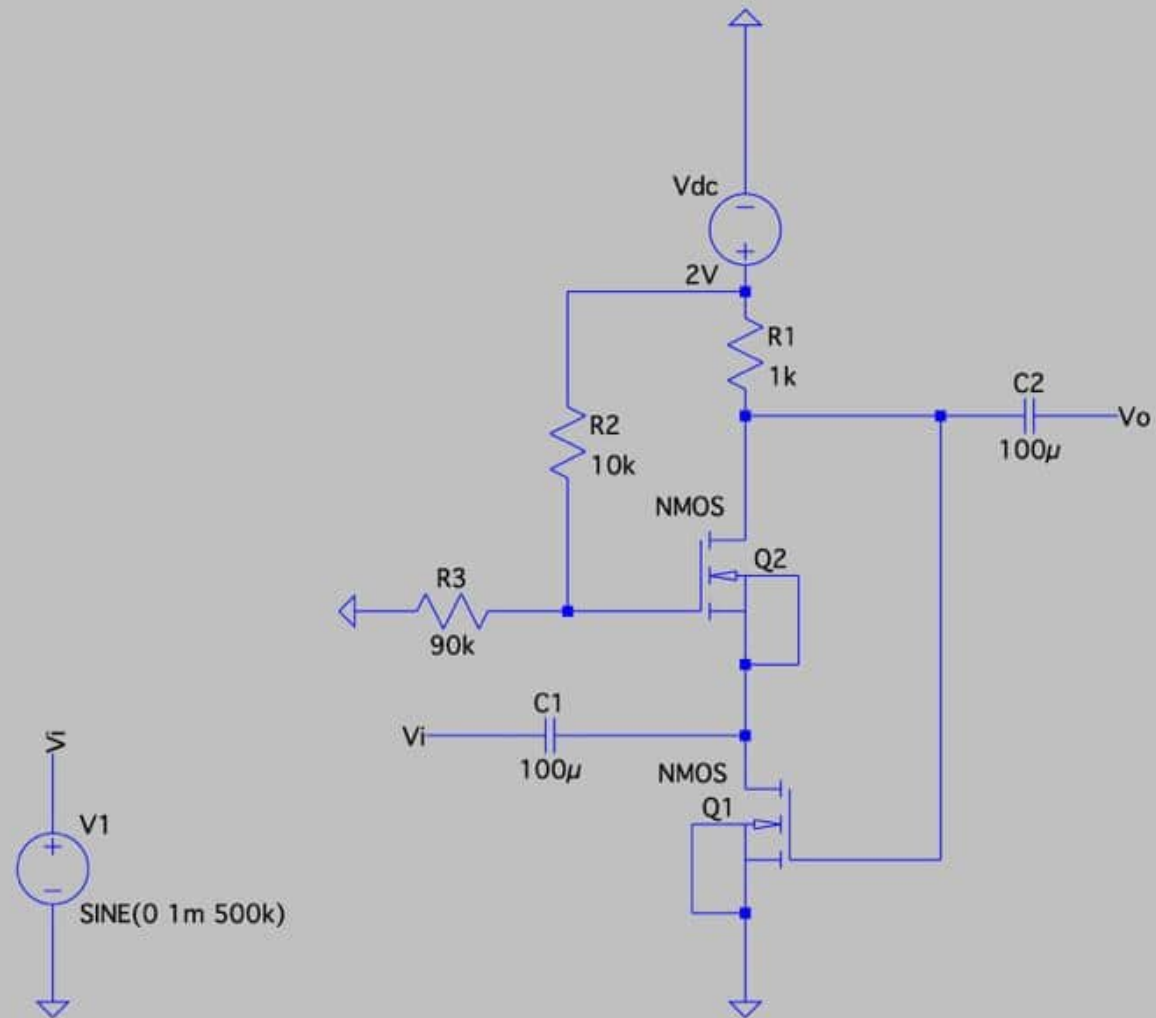 Vdc
−
+
2V
R1
1k
C2
Vo
100µ
R2
10k
NMOS
Q2
R3
90k
C1
Vi
100µ
NMOS
Q1
Vi
V1
+
−
SINE(0 1m 500k)